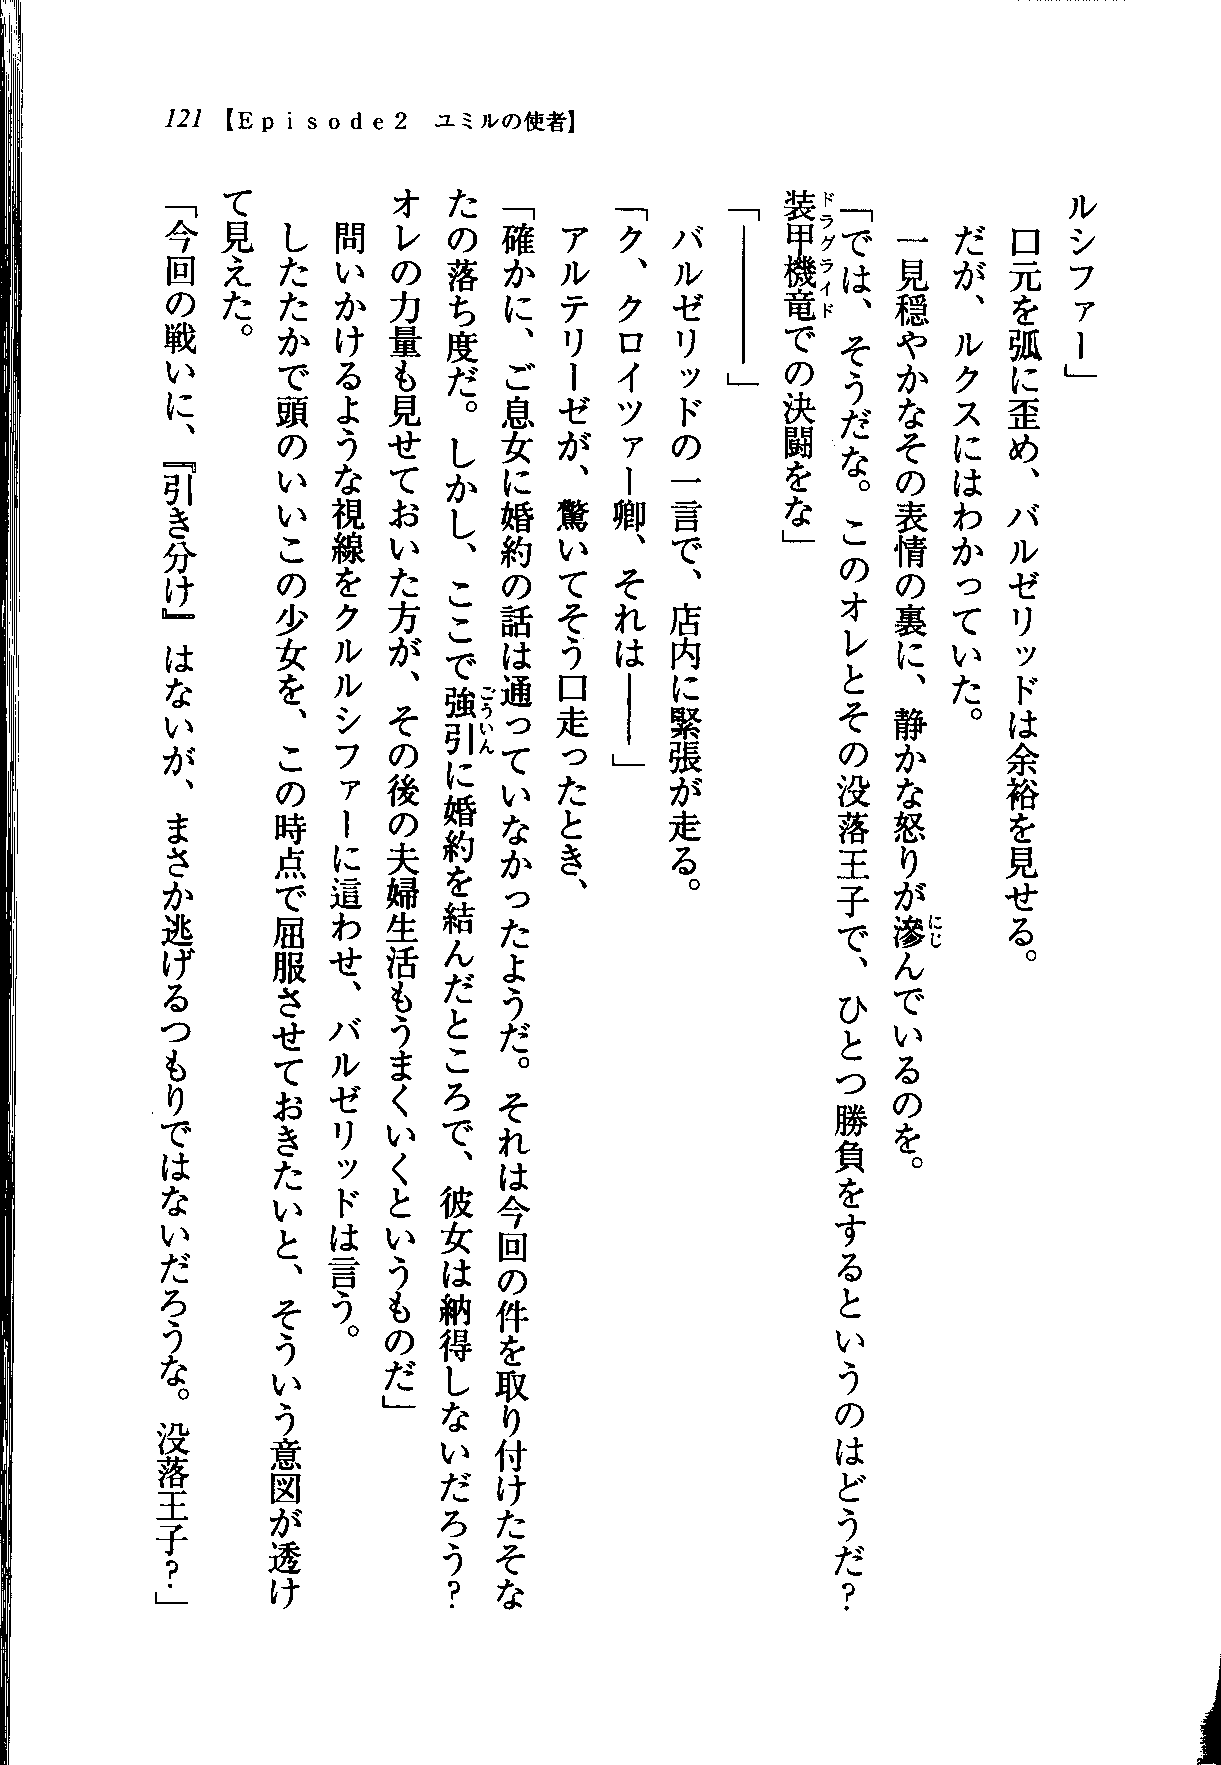 121 【Episode2 ユミルの使者】
ルシファー」
　口元を弧に歪め、バルゼリッドは余裕を見せる。
　だが、ルクスにはわかっていた。
　一見穏やかなその表情の裏に、静かな怒りが滲んでいるのを。
「では、そうだな。このオレとその没落王子で、ひとつ勝負をするというのはどうだ？
装甲機竜での決闘をな」
「――――」
　バルゼリッドの一言で、店内に緊張が走る。
「ク、クロイツァー卿、それは――」
　アルテリーゼが、驚いてそう口走ったとき、
「確かに、ご息女に婚約の話は通っていなかったようだ。それは今回の件を取り付けたそな
たの落ち度だ。しかし、ここで強引に婚約を結んだところで、彼女は納得しないだろう？
オレの力量も見せておいた方が、その後の夫婦生活もうまくいくというものだ」
　問いかけるような視線をクルルシファーに這わせ、バルゼリッドは言う。
　したたかで頭のいいこの少女を、この時点で屈服させておきたいと、そういう意図が透け
て見えた。
「今回の戦いに、『引き分け』はないが、まさか逃げるつもりではないだろうな。没落王子？」
にじ
ドラグライド
ごういん